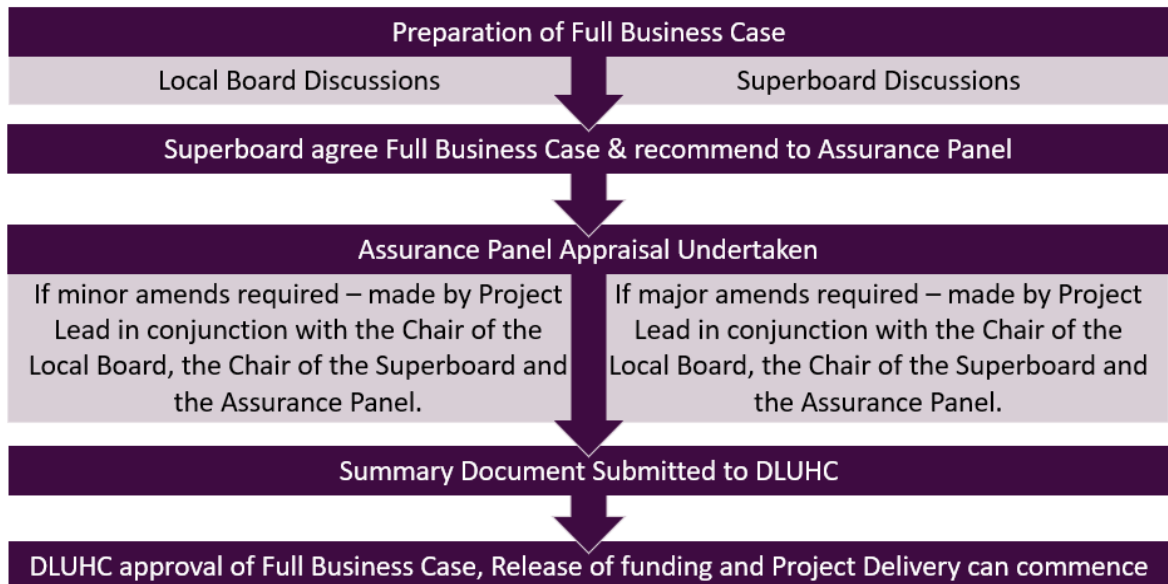 Preparation of Full Business Case
Local Board Discussions
Superboard Discussions
Superboard agree Full Business Case & recommend to Assurance Panel
Assurance Panel Appraisal Undertaken
If minor amends required – made by Project
Lead in conjunction with the Chair of the
Local Board, the Chair of the Superboard and
the Assurance Panel.
If major amends required – made by Project
Lead in conjunction with the Chair of the
Local Board, the Chair of the Superboard and
the Assurance Panel.
Summary Document Submitted to DLUHC
DLUHC approval of Full Business Case, Release of funding and Project Delivery can commence